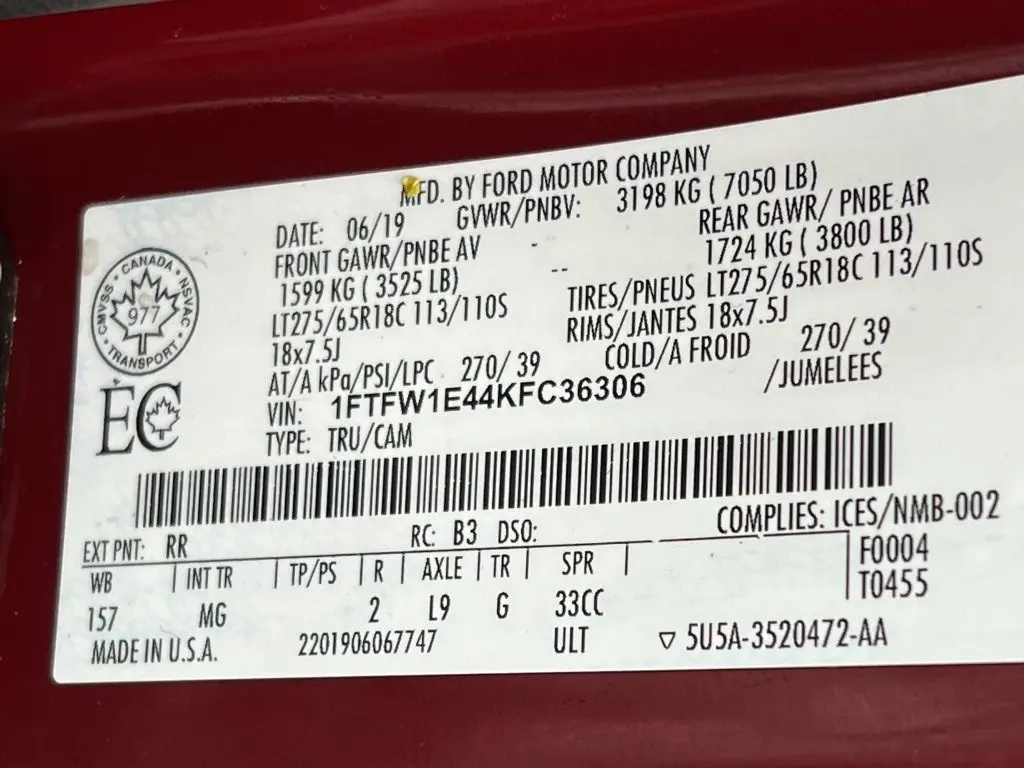 MFD. BY FORD MOTOR COMPANY
DATE: 06/19 GVWR/PNBV: 3198 KG ( 7050 LB)
FRONT GAWR/PNBE AV - REAR GAWR/ PNBE AR
1599 KG ( 3525 LB) -- 1724 KG ( 3800 LB)
LT275/65R18C 113/110S TIRES/PNEUS LT275/65R18C 113/110S
18x7.5J RIMS/JANTES 18x7.5J
AT/A kPa/PSI/LPC 270/ 39 COLD/A FROID 270/ 39
VIN: 1FTFW1E44KFC36306 /JUMELEES
TYPE: TRU/CAM
CANADA
CMVSS NSVAC
977
TRANSPORT
EC
EXT PNT: RR RC: B3 DSO: COMPLIES: ICES/NMB-002
WB | INT TR | TP/PS | R | AXLE | TR | SPR | F0004
157 MG 2 L9 G 33CC T0455
MADE IN U.S.A. 2201906067747 ULT ▽ 5U5A-3520472-AA